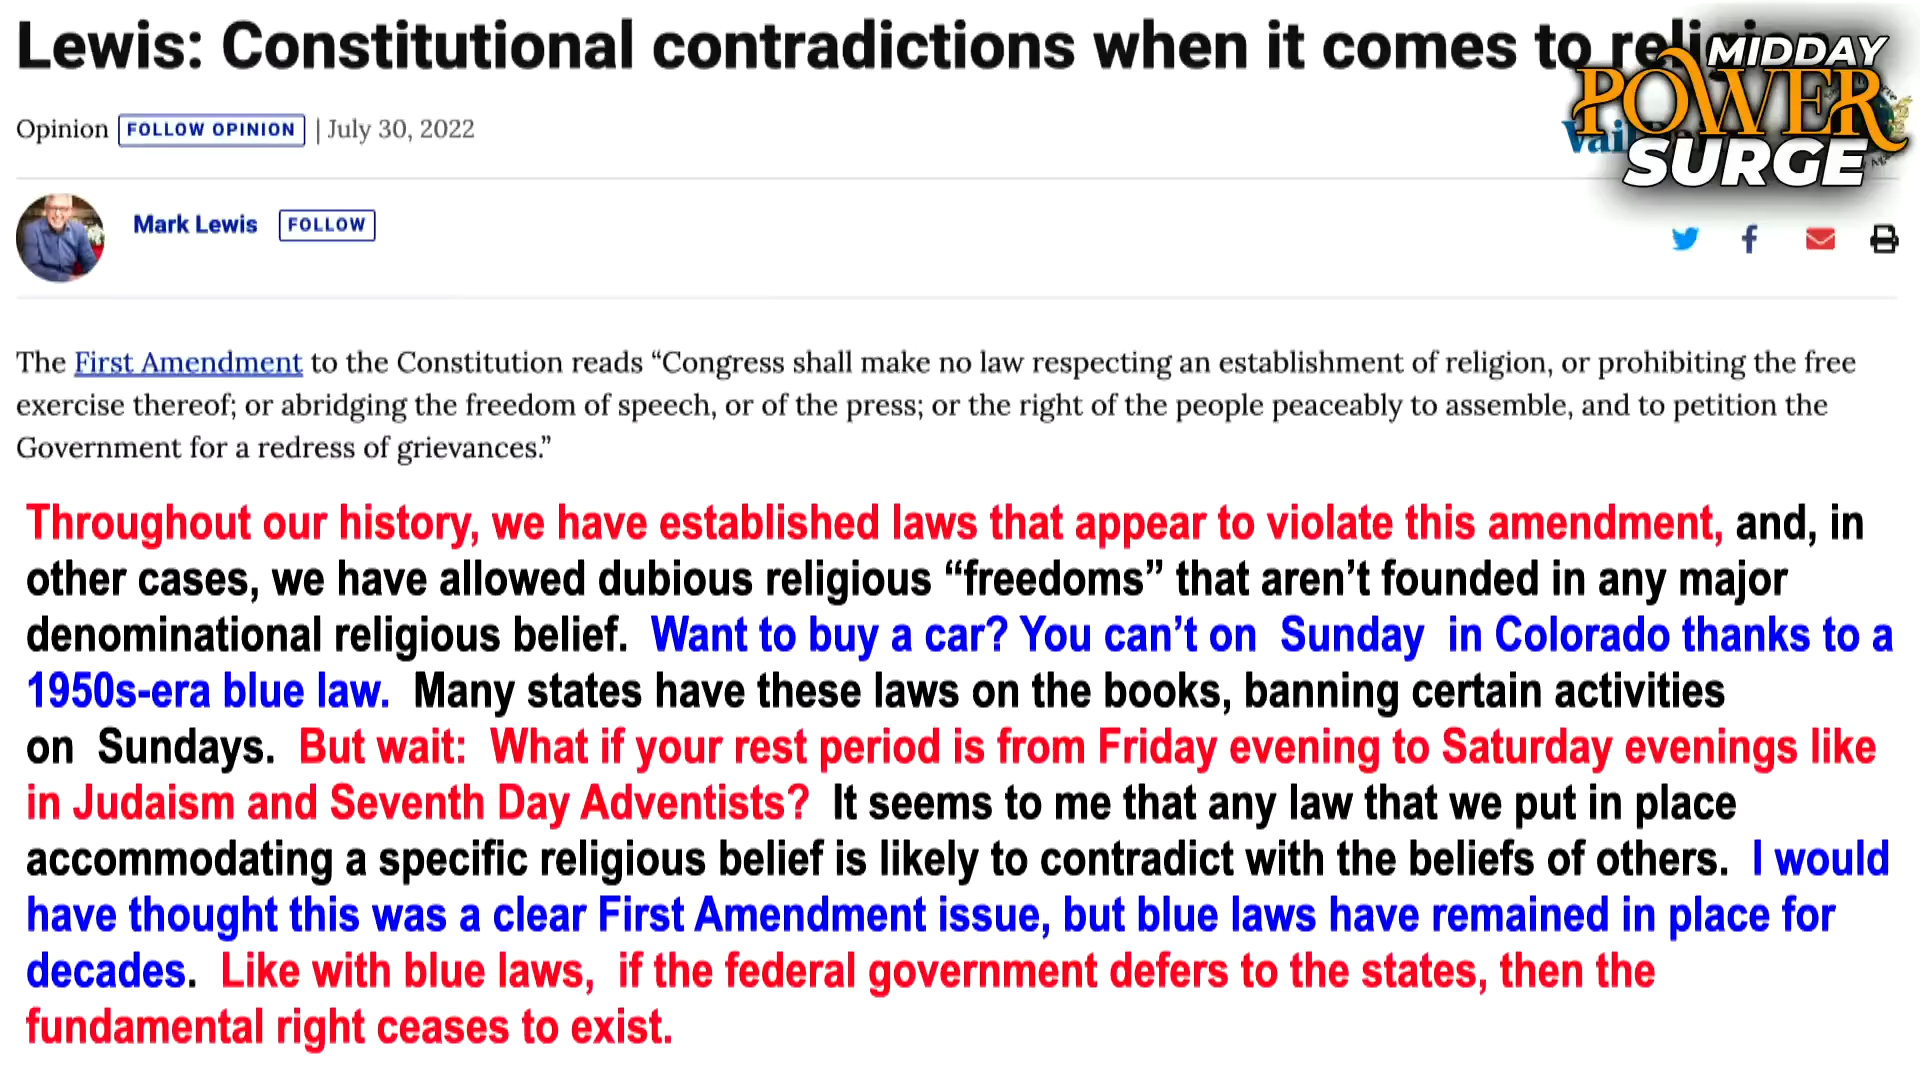 Lewis: Constitutional contradictions when it comes to religion
MIDDAY
POWER
SURGE
Opinion FOLLOW OPINION | July 30, 2022
Vail
Mark Lewis FOLLOW
The First Amendment to the Constitution reads “Congress shall make no law respecting an establishment of religion, or prohibiting the free
exercise thereof; or abridging the freedom of speech, or of the press; or the right of the people peaceably to assemble, and to petition the
Government for a redress of grievances.”
Throughout our history, we have established laws that appear to violate this amendment, and, in
other cases, we have allowed dubious religious “freedoms” that aren’t founded in any major
denominational religious belief. Want to buy a car? You can’t on Sunday in Colorado thanks to a
1950s-era blue law. Many states have these laws on the books, banning certain activities
on Sundays. But wait: What if your rest period is from Friday evening to Saturday evenings like
in Judaism and Seventh Day Adventists? It seems to me that any law that we put in place
accommodating a specific religious belief is likely to contradict with the beliefs of others. I would
have thought this was a clear First Amendment issue, but blue laws have remained in place for
decades. Like with blue laws, if the federal government defers to the states, then the
fundamental right ceases to exist.